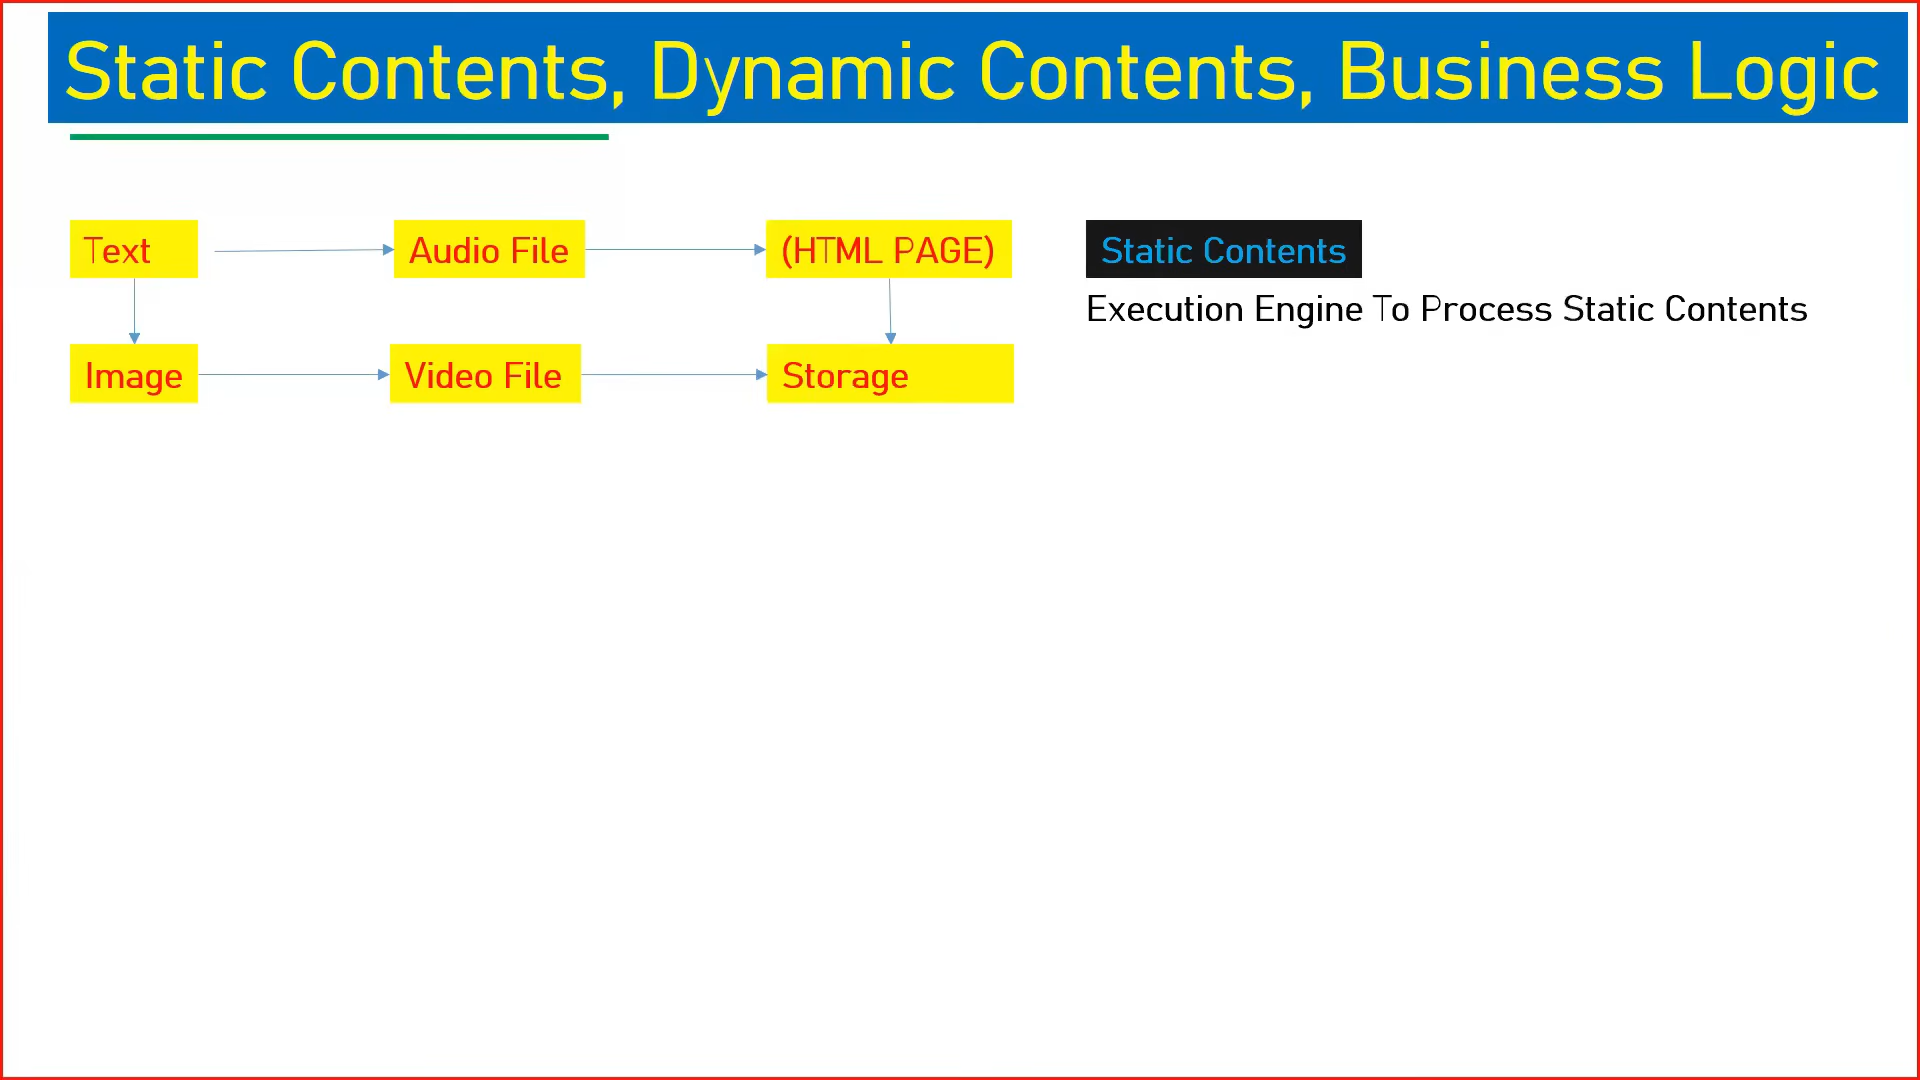 Static Contents, Dynamic Contents, Business Logic
Text
Audio File
(HTML PAGE)
Static Contents
Execution Engine To Process Static Contents
Image
Video File
Storage